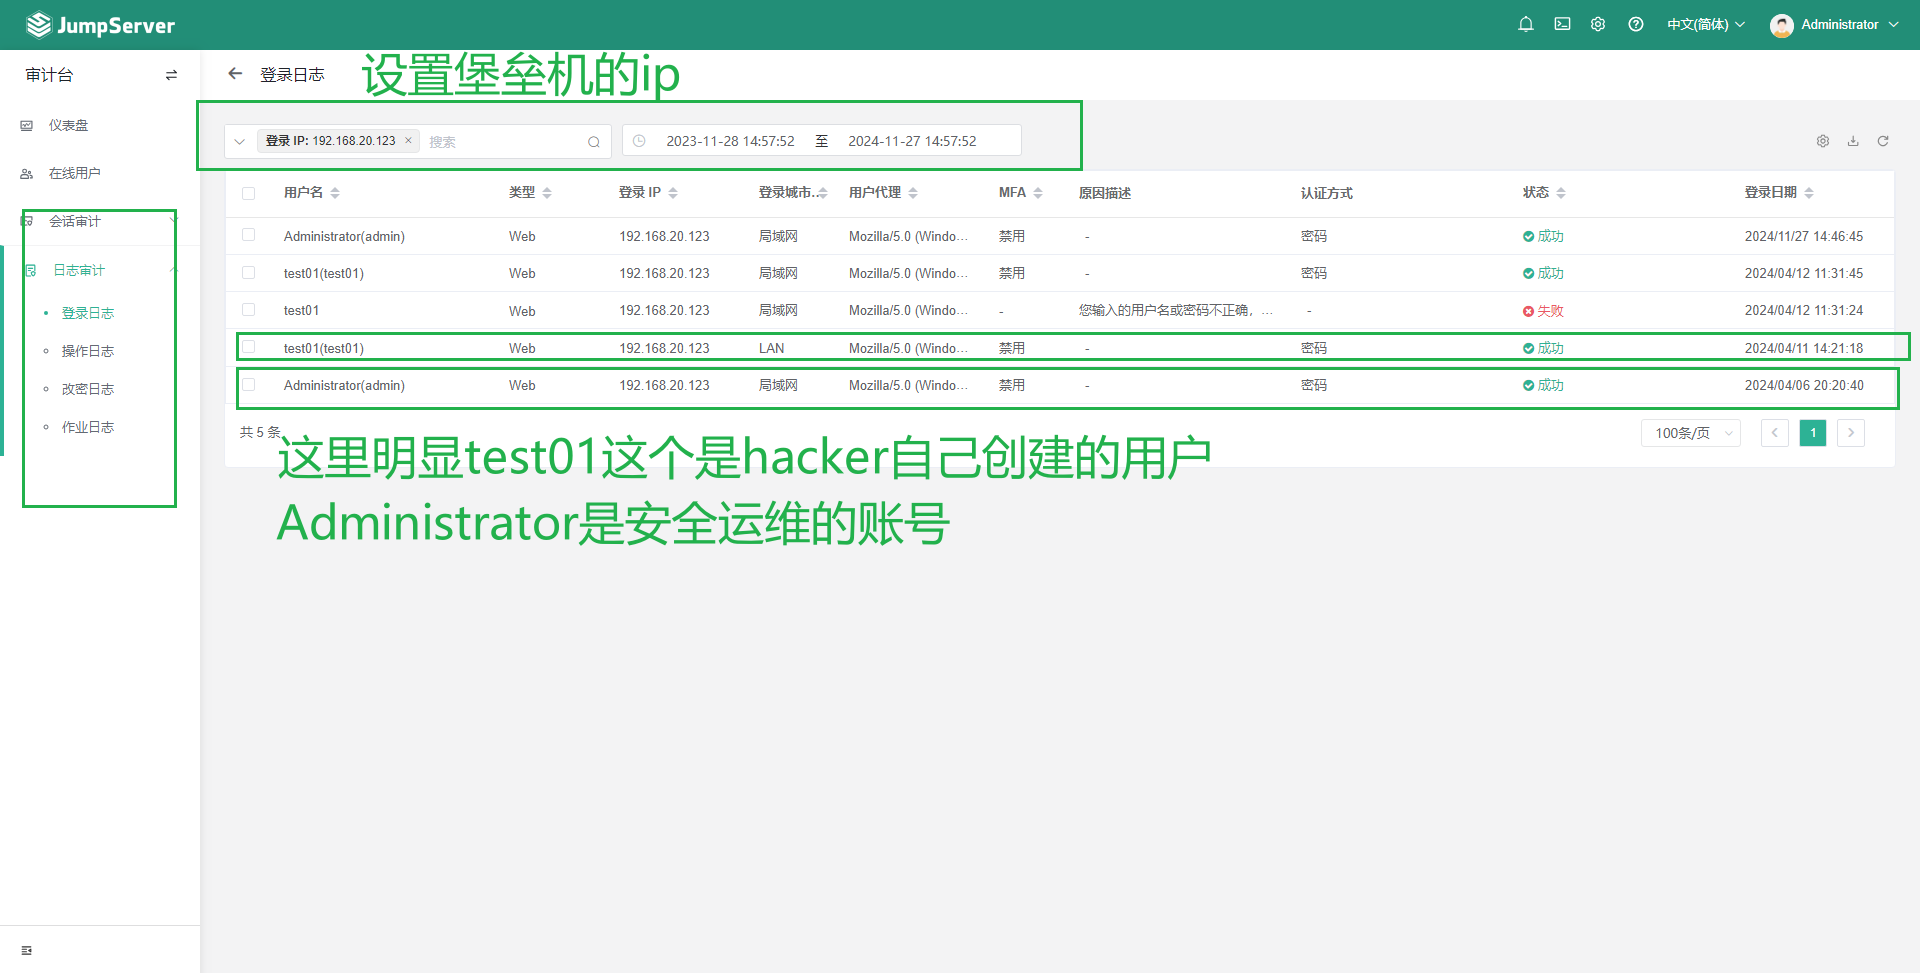 JumpServer
中文(简体)
Administrator
审计台
登录日志
设置堡垒机的ip
仪表盘
在线用户
会话审计
日志审计
登录日志
操作日志
改密日志
作业日志
登录 IP: 192.168.20.123 ×
搜索
2023-11-28 14:57:52 至 2024-11-27 14:57:52
用户名 类型 登录 IP 登录城市... 用户代理 MFA 原因描述 认证方式 状态 登录日期
Administrator(admin) Web 192.168.20.123 局域网 Mozilla/5.0 (Windo... 禁用 - 密码 成功 2024/11/27 14:46:45
test01(test01) Web 192.168.20.123 局域网 Mozilla/5.0 (Windo... 禁用 - 密码 成功 2024/04/12 11:31:45
test01 Web 192.168.20.123 局域网 Mozilla/5.0 (Windo... - 您输入的用户名或密码不正确，... - 失败 2024/04/12 11:31:24
test01(test01) Web 192.168.20.123 LAN Mozilla/5.0 (Windo... 禁用 - 密码 成功 2024/04/11 14:21:18
Administrator(admin) Web 192.168.20.123 局域网 Mozilla/5.0 (Windo... 禁用 - 密码 成功 2024/04/06 20:20:40
共 5 条
100条/页
1
这里明显test01这个是hacker自己创建的用户
Administrator是安全运维的账号